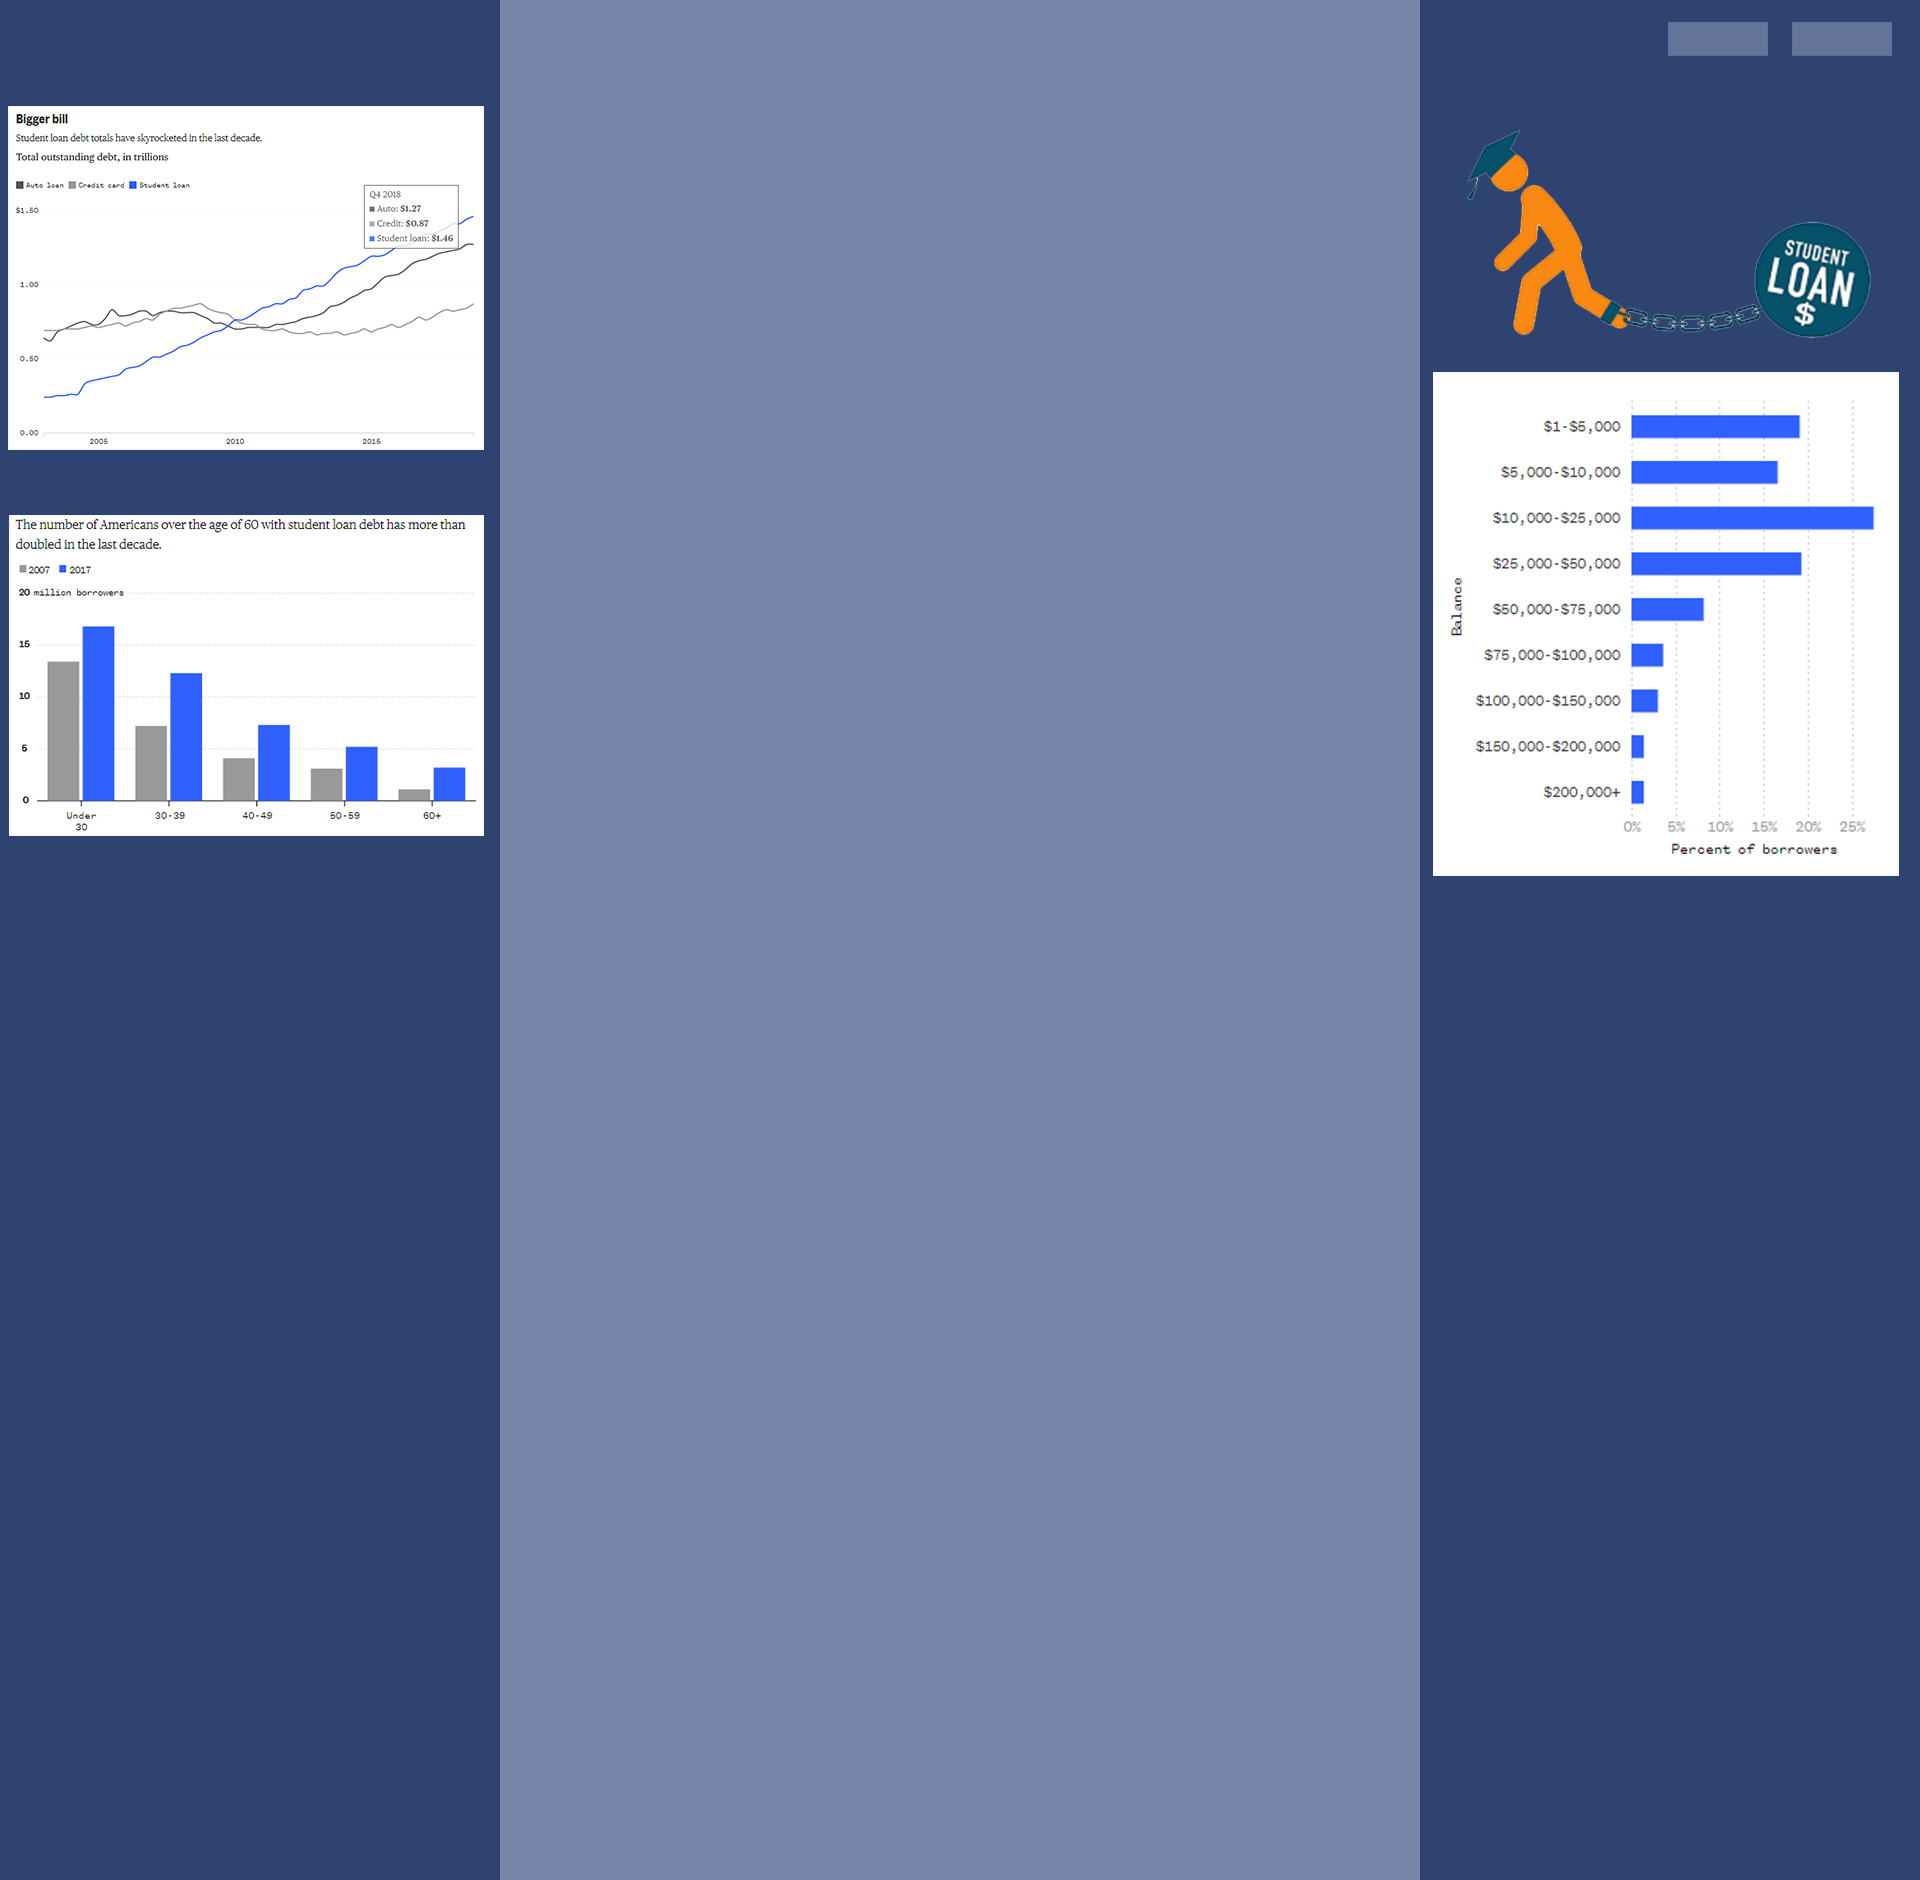 Bigger bill
Student loan debt totals have skyrocketed in the last decade.
Total outstanding debt, in trillions
Auto loan Credit card Student loan
Q4 2018
Auto: $1.27
Credit: $0.87
Student loan: $1.46
$1.50
1.00
0.50
0.00
2005 2010 2015
The number of Americans over the age of 60 with student loan debt has more than
doubled in the last decade.
2007 2017
20 million borrowers
15
10
5
0
Under
30
30-39 40-49 50-59 60+
STUDENT
LOAN
$
Balance
$1-$5,000
$5,000-$10,000
$10,000-$25,000
$25,000-$50,000
$50,000-$75,000
$75,000-$100,000
$100,000-$150,000
$150,000-$200,000
$200,000+
0% 5% 10% 15% 20% 25%
Percent of borrowers